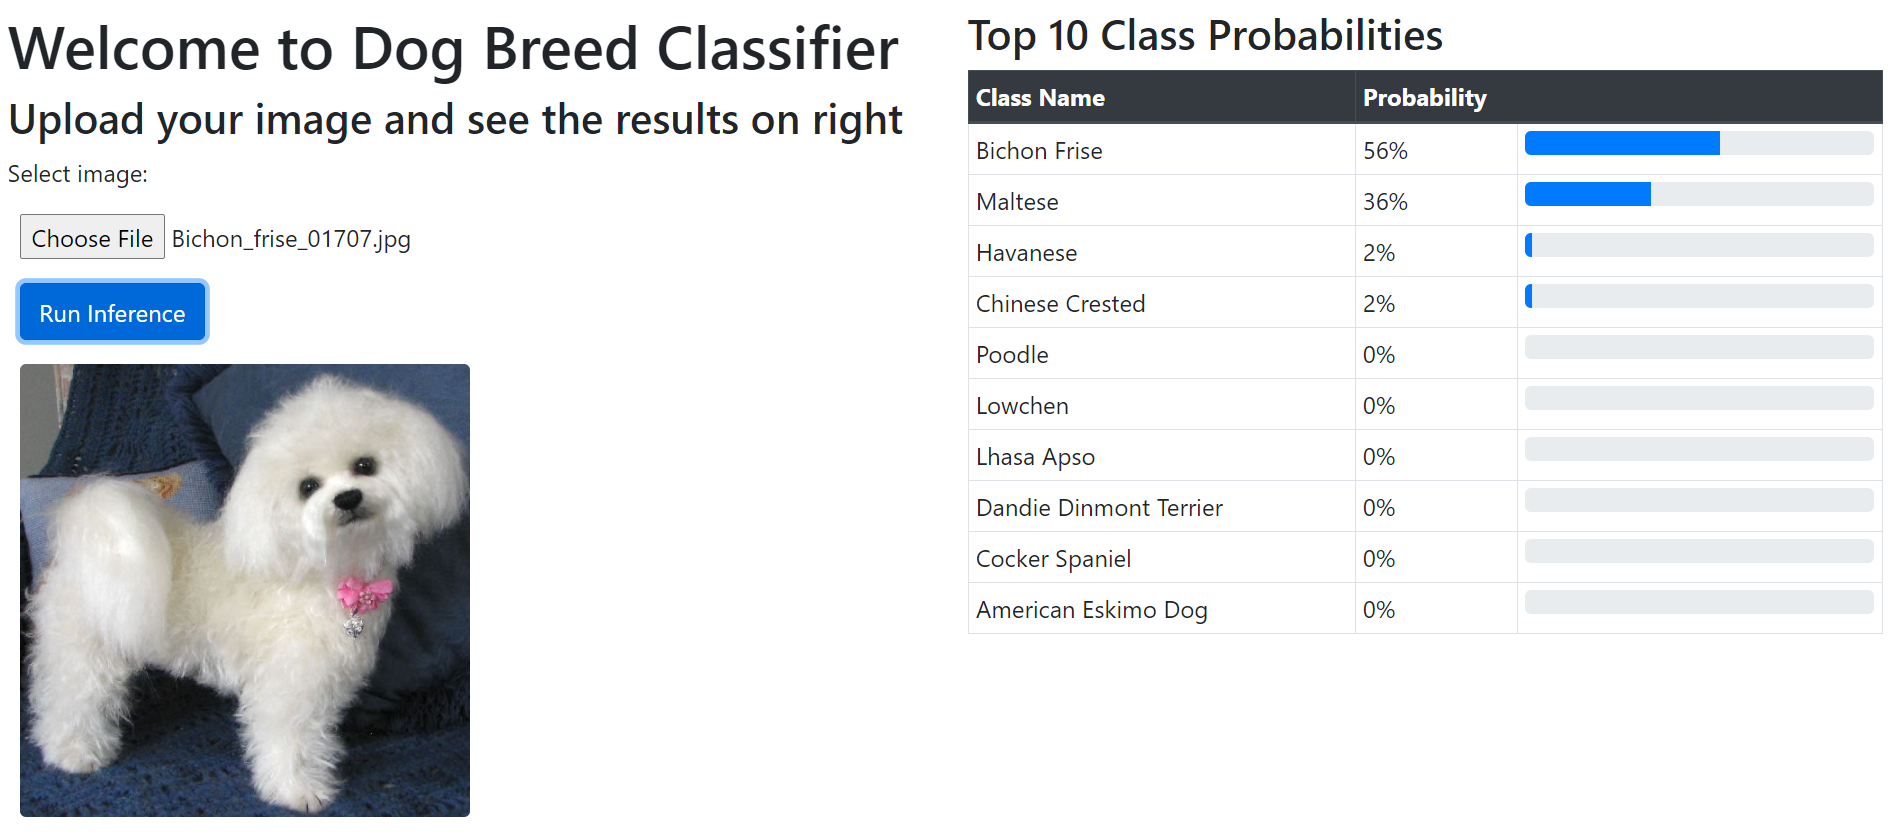 Welcome to Dog Breed Classifier
Upload your image and see the results on right
Select image:
Choose File Bichon_frise_01707.jpg
Run Inference
Top 10 Class Probabilities
Class Name Probability
Bichon Frise 56%
Maltese 36%
Havanese 2%
Chinese Crested 2%
Poodle 0%
Lowchen 0%
Lhasa Apso 0%
Dandie Dinmont Terrier 0%
Cocker Spaniel 0%
American Eskimo Dog 0%